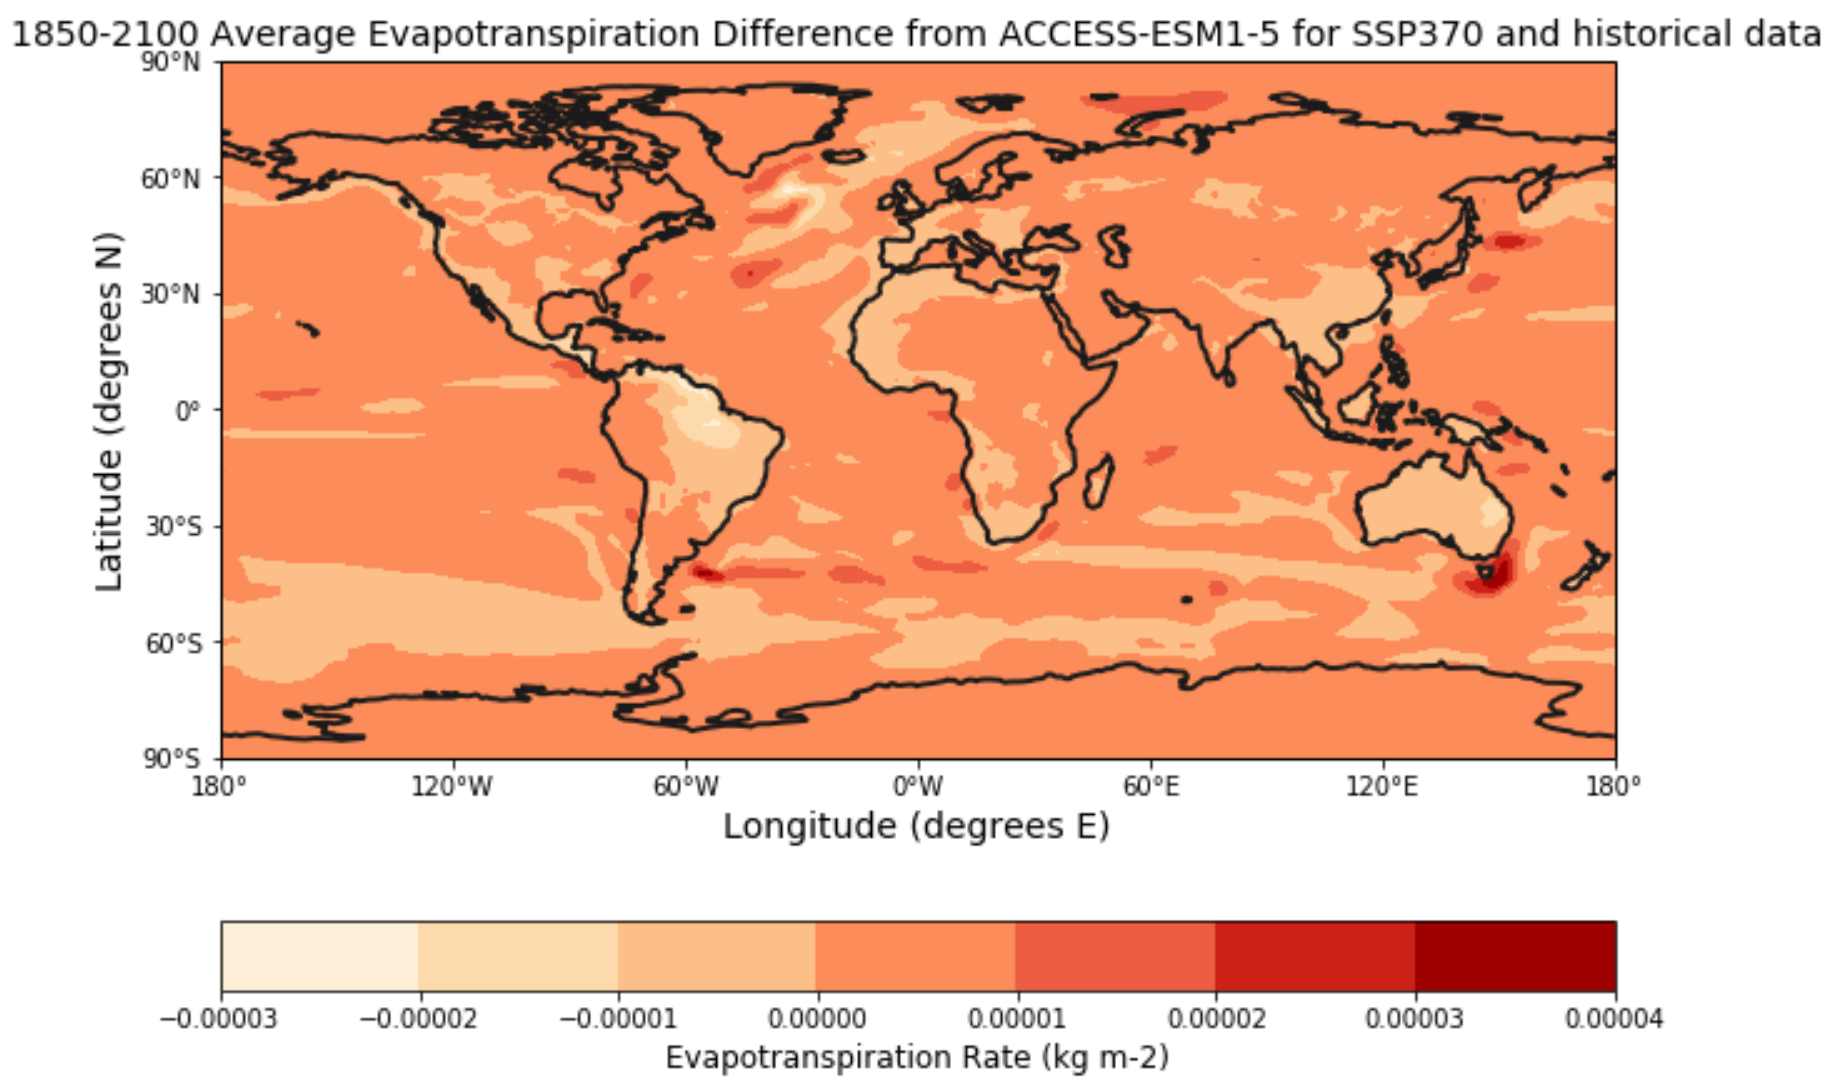 1850-2100 Average Evapotranspiration Difference from ACCESS-ESM1-5 for SSP370 and historical data
90°N
60°N
30°N
0°
30°S
60°S
90°S
Latitude (degrees N)
180° 120°W 60°W 0°W 60°E 120°E 180°
Longitude (degrees E)
−0.00003 −0.00002 −0.00001 0.00000 0.00001 0.00002 0.00003 0.00004
Evapotranspiration Rate (kg m-2)